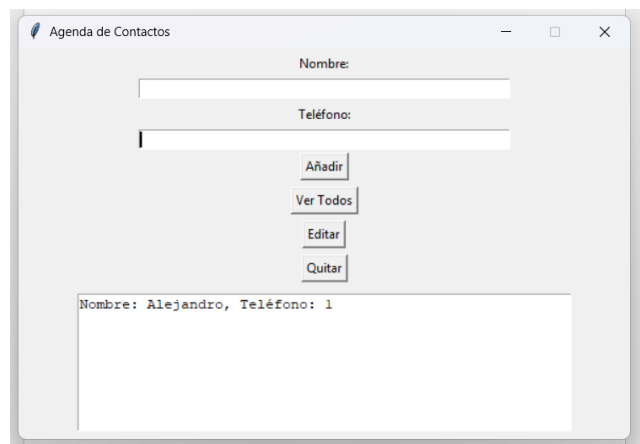 Agenda de Contactos
Nombre:
Teléfono:
Añadir
Ver Todos
Editar
Quitar
Nombre: Alejandro, Teléfono: 1